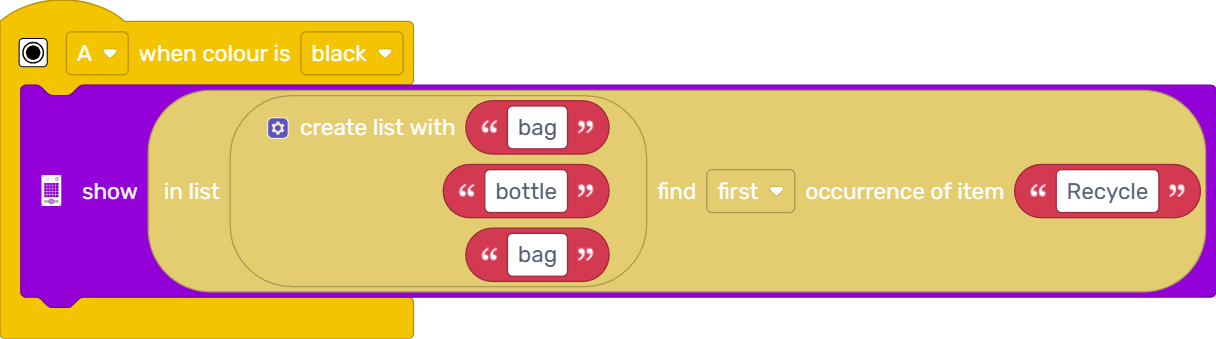 A when colour is black
create list with “ bag ”
show in list “ bottle ” find first occurrence of item “ Recycle ”
“ bag ”